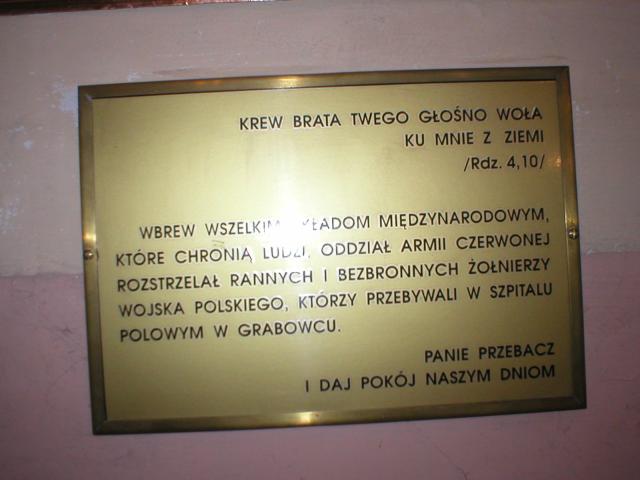 KREW BRATA TWEGO GŁOŚNO WOŁA
KU MNIE Z ZIEMI
/Rdz. 4,10/
WBREW WSZELKIM UKŁADOM MIĘDZYNARODOWYM,
KTÓRE CHRONIĄ LUDZI, ODDZIAŁ ARMII CZERWONEJ
ROZSTRZELAŁ RANNYCH I BEZBRONNYCH ŻOŁNIERZY
WOJSKA POLSKIEGO, KTÓRZY PRZEBYWALI W SZPITALU
POLOWYM W GRABOWCU.
PANIE PRZEBACZ
I DAJ POKÓJ NASZYM DNIOM